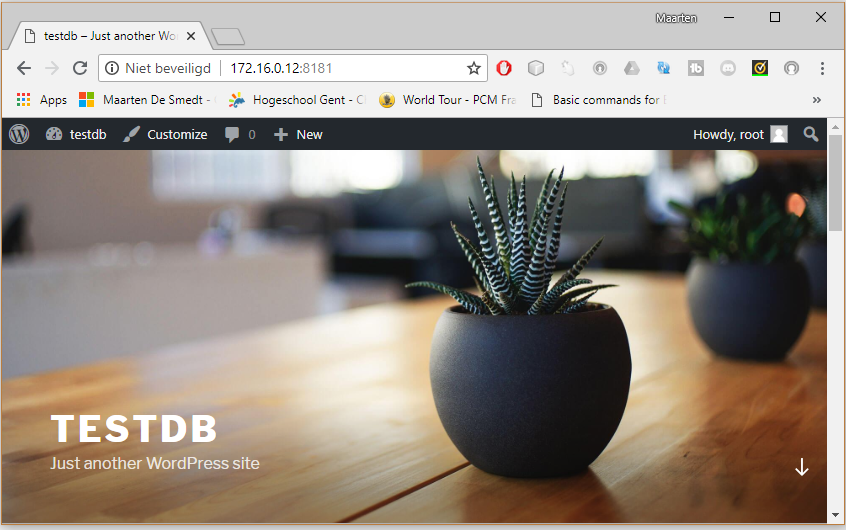 Maarten
testdb – Just another Wo
Niet beveiligd 172.16.0.12:8181
Apps Maarten De Smedt - Hogeschool Gent - C World Tour - PCM Fra Basic commands for »
testdb Customize 0 New Howdy, root
TESTDB
Just another WordPress site